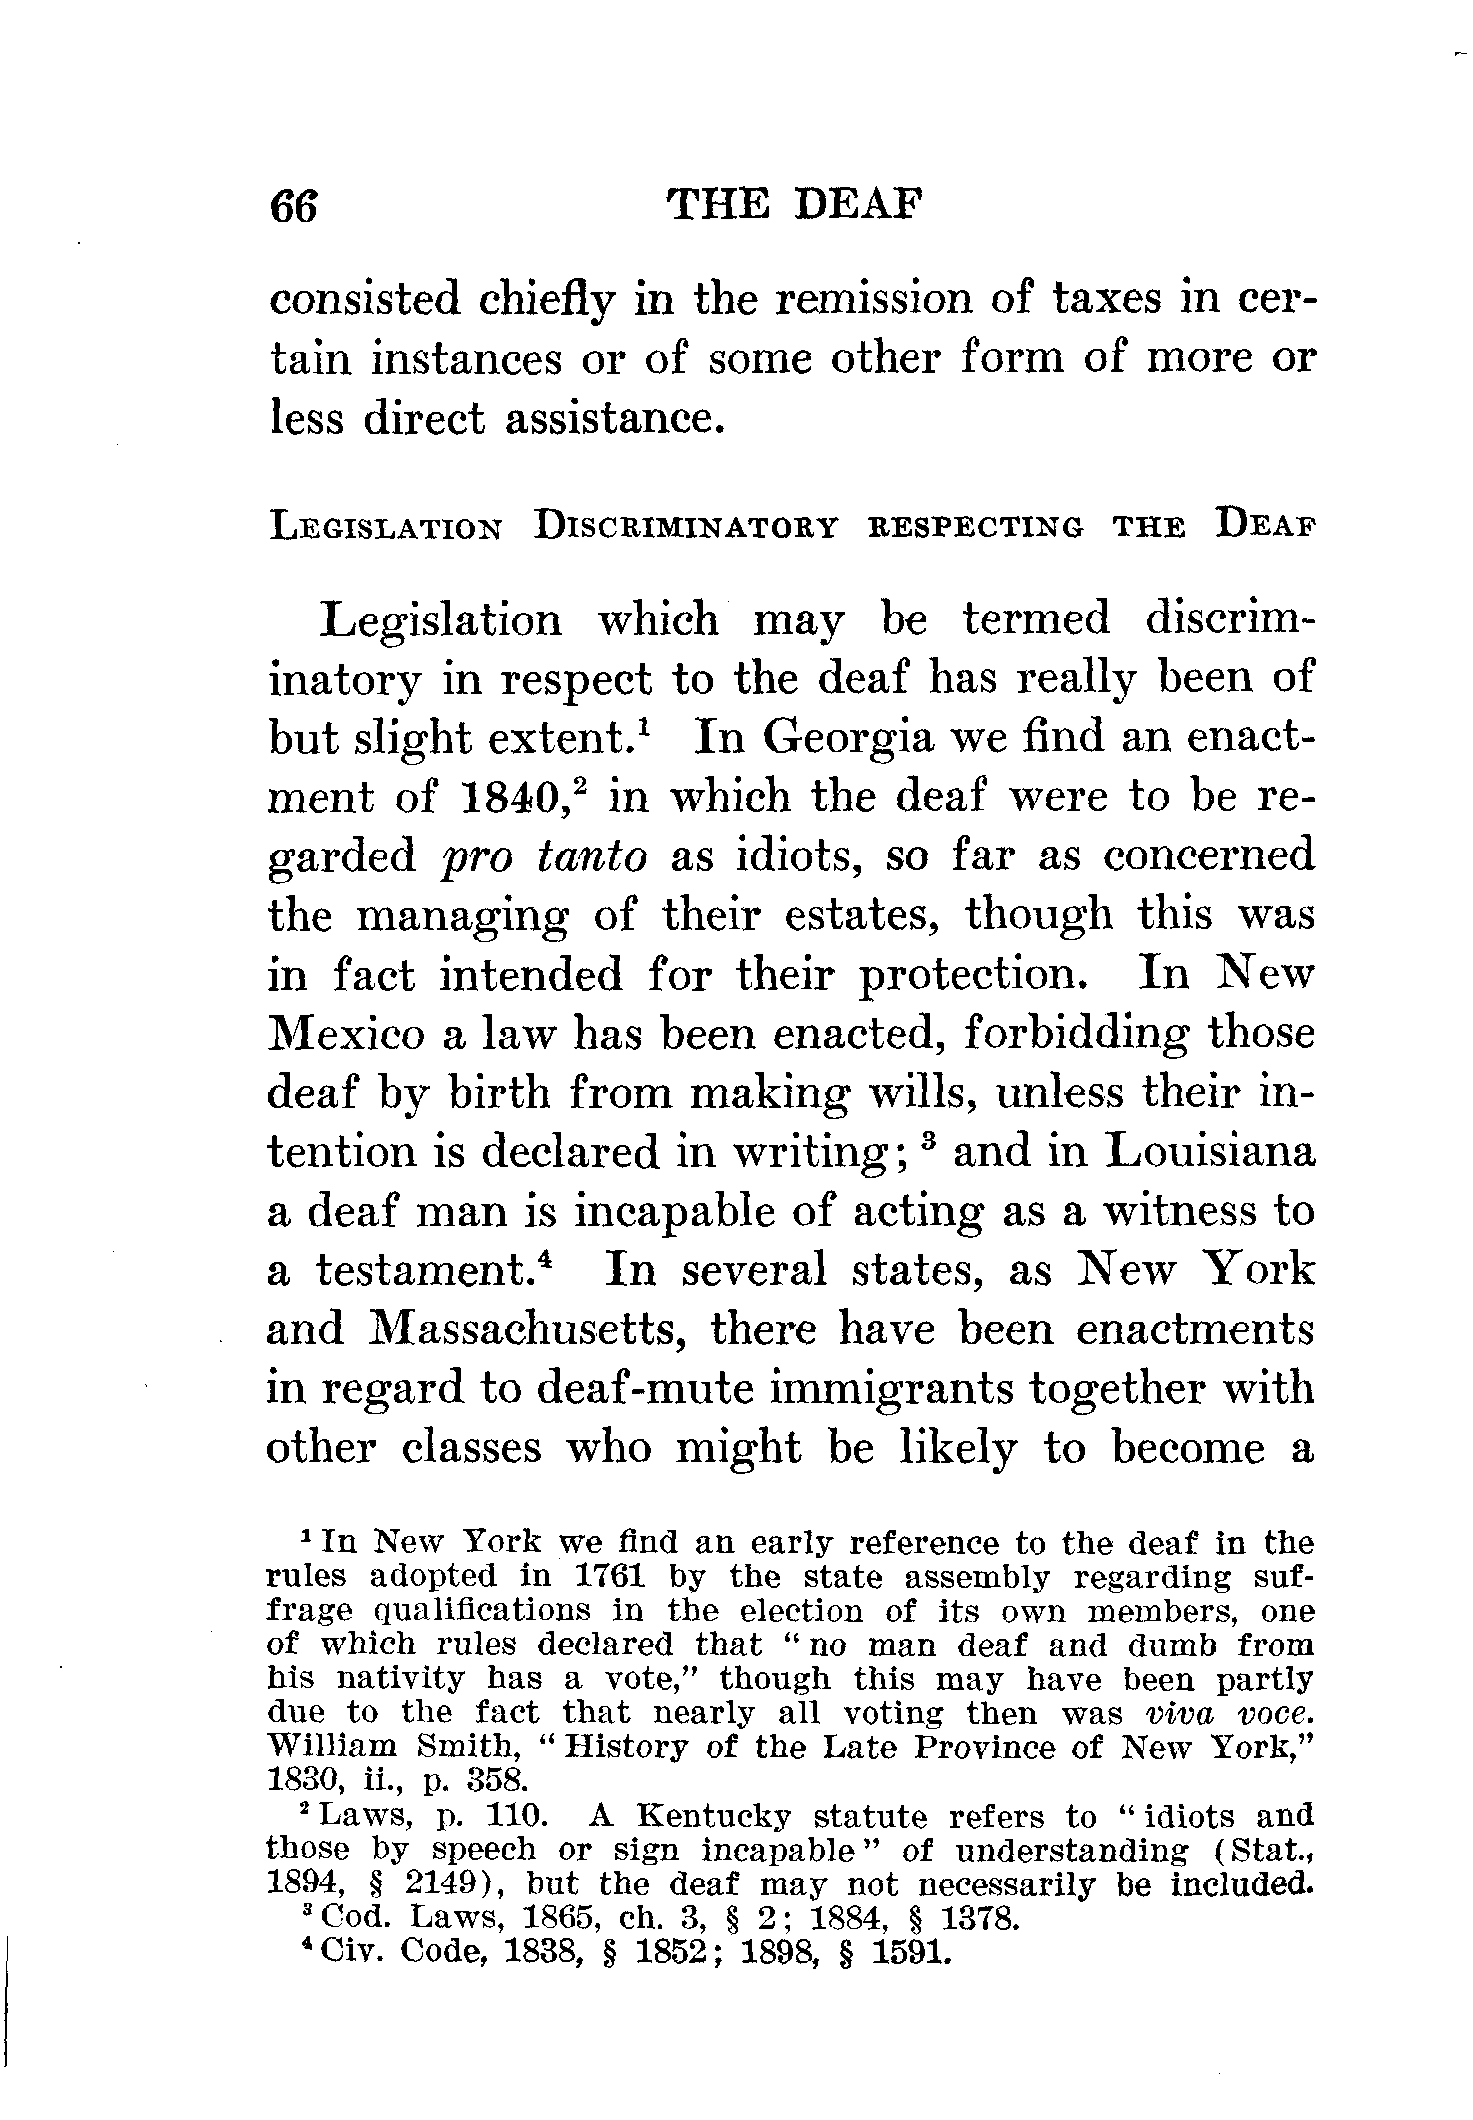 66 THE DEAF
consisted chiefly in the remission of taxes in cer-
tain instances or of some other form of more or
less direct assistance.
Legislation Discriminatory respecting the Deaf
Legislation which may be termed discrim-
inatory in respect to the deaf has really been of
but slight extent.¹ In Georgia we find an enact-
ment of 1840,² in which the deaf were to be re-
garded pro tanto as idiots, so far as concerned
the managing of their estates, though this was
in fact intended for their protection. In New
Mexico a law has been enacted, forbidding those
deaf by birth from making wills, unless their in-
tention is declared in writing; ³ and in Louisiana
a deaf man is incapable of acting as a witness to
a testament.⁴ In several states, as New York
and Massachusetts, there have been enactments
in regard to deaf-mute immigrants together with
other classes who might be likely to become a
¹ In New York we find an early reference to the deaf in the
rules adopted in 1761 by the state assembly regarding suf-
frage qualifications in the election of its own members, one
of which rules declared that “ no man deaf and dumb from
his nativity has a vote,” though this may have been partly
due to the fact that nearly all voting then was viva voce.
William Smith, “ History of the Late Province of New York,”
1830, ii., p. 358.
² Laws, p. 110. A Kentucky statute refers to “ idiots and
those by speech or sign incapable ” of understanding (Stat.,
1894, § 2149), but the deaf may not necessarily be included.
³ Cod. Laws, 1865, ch. 3, § 2; 1884, § 1378.
⁴ Civ. Code, 1838, § 1852; 1898, § 1591.